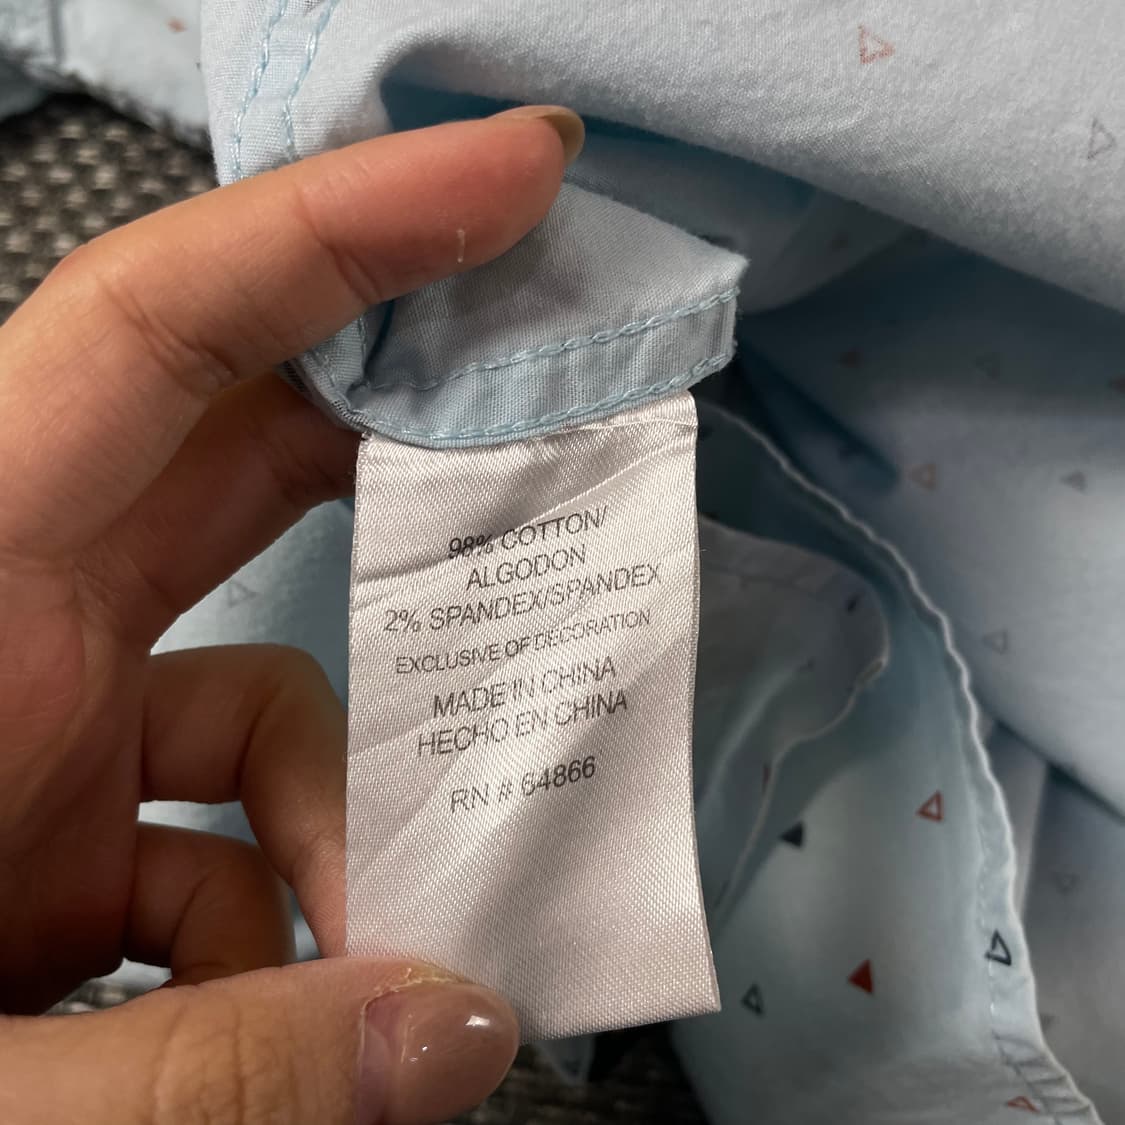 98% COTTON/
ALGODON
2% SPANDEX/SPANDEX
EXCLUSIVE OF DECORATION
MADE IN CHINA
HECHO EN CHINA
RN # 64866